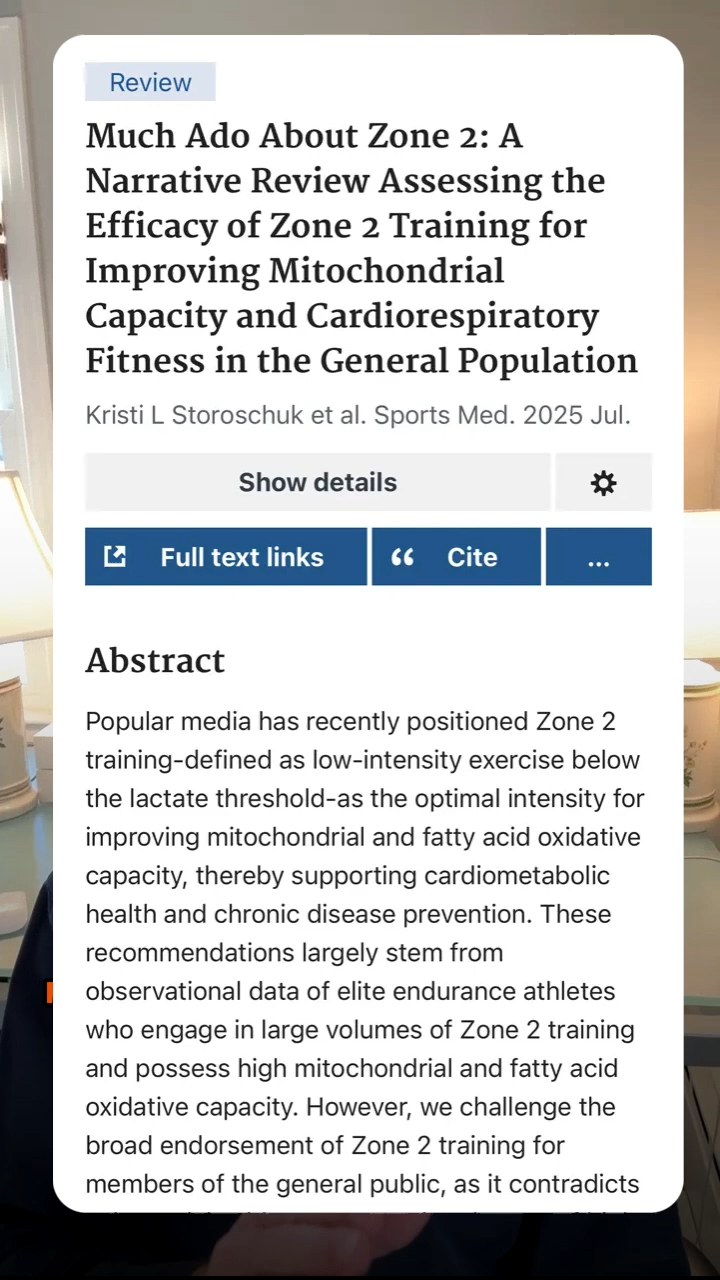 Review
Much Ado About Zone 2: A
Narrative Review Assessing the
Efficacy of Zone 2 Training for
Improving Mitochondrial
Capacity and Cardiorespiratory
Fitness in the General Population
Kristi L Storoschuk et al. Sports Med. 2025 Jul.
Show details
Full text links
Cite
...
Abstract
Popular media has recently positioned Zone 2
training-defined as low-intensity exercise below
the lactate threshold-as the optimal intensity for
improving mitochondrial and fatty acid oxidative
capacity, thereby supporting cardiometabolic
health and chronic disease prevention. These
recommendations largely stem from
observational data of elite endurance athletes
who engage in large volumes of Zone 2 training
and possess high mitochondrial and fatty acid
oxidative capacity. However, we challenge the
broad endorsement of Zone 2 training for
members of the general public, as it contradicts